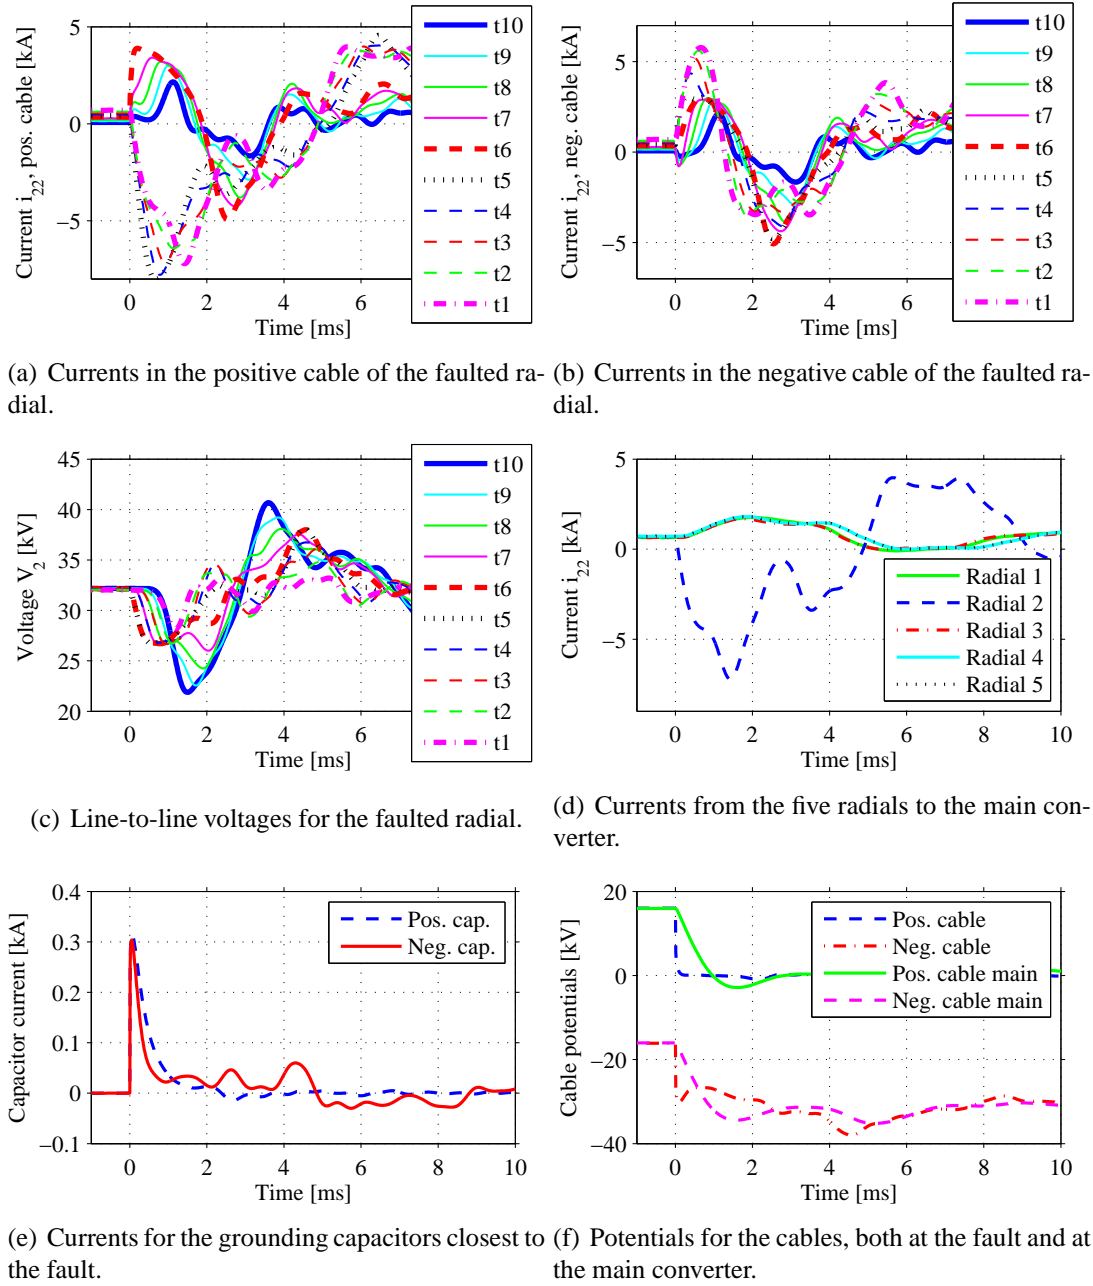 5
0
−5
Current i22, pos. cable [kA]
0 2 4 6
Time [ms]
t10
t9
t8
t7
t6
t5
t4
t3
t2
t1
5
0
−5
Current i22, neg. cable [kA]
0 2 4 6
Time [ms]
t10
t9
t8
t7
t6
t5
t4
t3
t2
t1
(a) Currents in the positive cable of the faulted ra-
dial.
(b) Currents in the negative cable of the faulted ra-
dial.
45
40
35
30
25
20
Voltage V2 [kV]
0 2 4 6
Time [ms]
t10
t9
t8
t7
t6
t5
t4
t3
t2
t1
5
0
−5
Current i22 [kA]
0 2 4 6 8 10
Time [ms]
Radial 1
Radial 2
Radial 3
Radial 4
Radial 5
(c) Line-to-line voltages for the faulted radial.
(d) Currents from the five radials to the main con-
verter.
0.4
0.3
0.2
0.1
0
−0.1
Capacitor current [kA]
0 2 4 6 8 10
Time [ms]
Pos. cap.
Neg. cap.
20
0
−20
−40
Cable potentials [kV]
0 2 4 6 8 10
Time [ms]
Pos. cable
Neg. cable
Pos. cable main
Neg. cable main
(e) Currents for the grounding capacitors closest to
the fault.
(f) Potentials for the cables, both at the fault and at
the main converter.